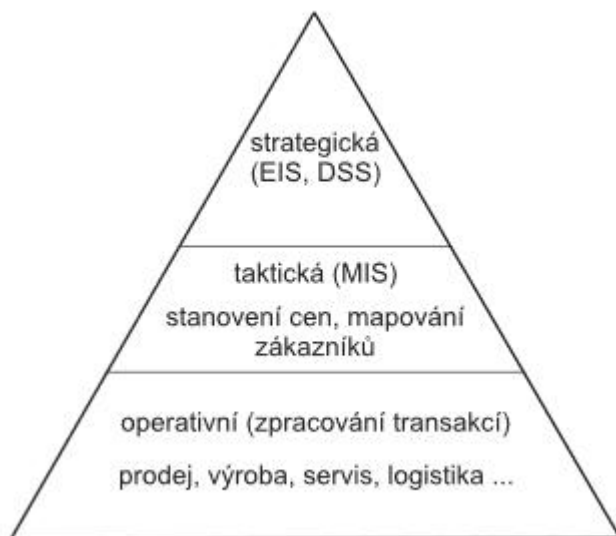 strategická
(EIS, DSS)
taktická (MIS)
stanovení cen, mapování
zákazníků
operativní (zpracování transakcí)
prodej, výroba, servis, logistika ...